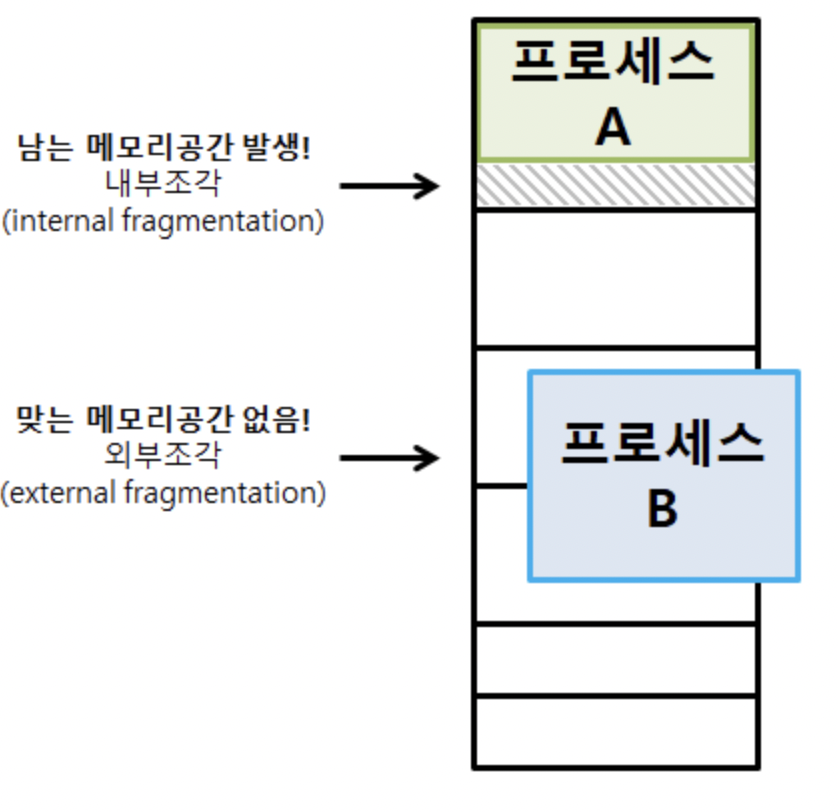 프로세스
A
남는 메모리공간 발생!
내부조각
(internal fragmentation)
맞는 메모리공간 없음!
외부조각
(external fragmentation)
프로세스
B